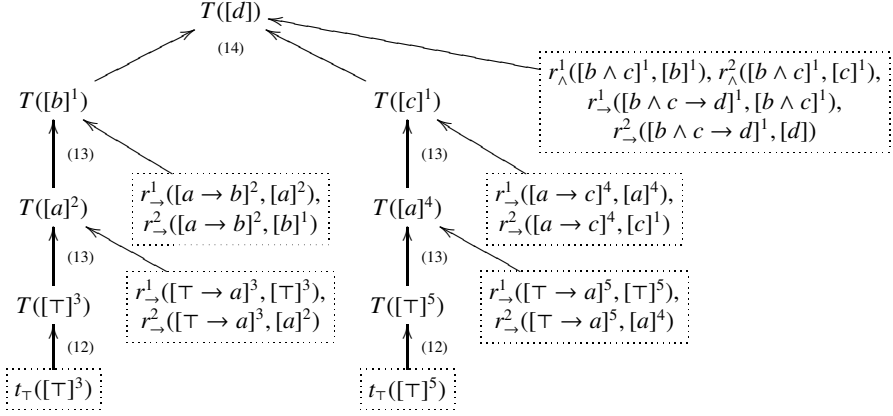 T([d])
(14)
r¹∧([b ∧ c]¹, [b]¹), r²∧([b ∧ c]¹, [c]¹),
r¹→([b ∧ c → d]¹, [b ∧ c]¹),
r²→([b ∧ c → d]¹, [d])
T([b]¹) T([c]¹)
(13) (13)
r¹→([a → b]², [a]²), r¹→([a → c]⁴, [a]⁴),
T([a]²) T([a]⁴)
r²→([a → b]², [b]¹) r²→([a → c]⁴, [c]¹)
(13) (13)
r¹→([⊤ → a]³, [⊤]³), r¹→([⊤ → a]⁵, [⊤]⁵),
T([⊤]³) T([⊤]⁵)
r²→([⊤ → a]³, [a]²) r²→([⊤ → a]⁵, [a]⁴)
(12) (12)
t⊤([⊤]³) t⊤([⊤]⁵)